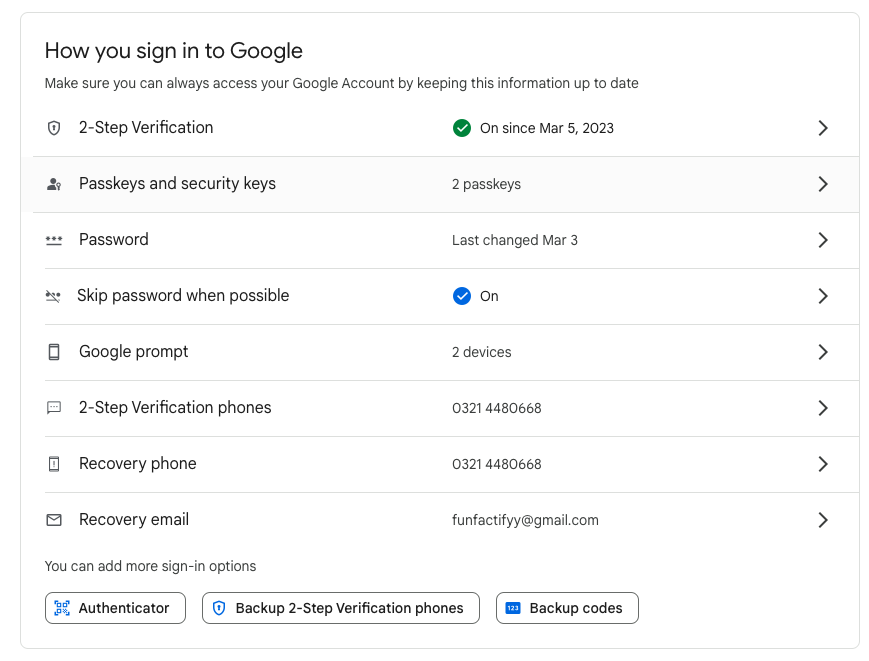 How you sign in to Google
Make sure you can always access your Google Account by keeping this information up to date
2-Step Verification On since Mar 5, 2023
Passkeys and security keys 2 passkeys
Password Last changed Mar 3
Skip password when possible On
Google prompt 2 devices
2-Step Verification phones 0321 4480668
Recovery phone 0321 4480668
Recovery email funfactifyy@gmail.com
You can add more sign-in options
Authenticator Backup 2-Step Verification phones 123 Backup codes